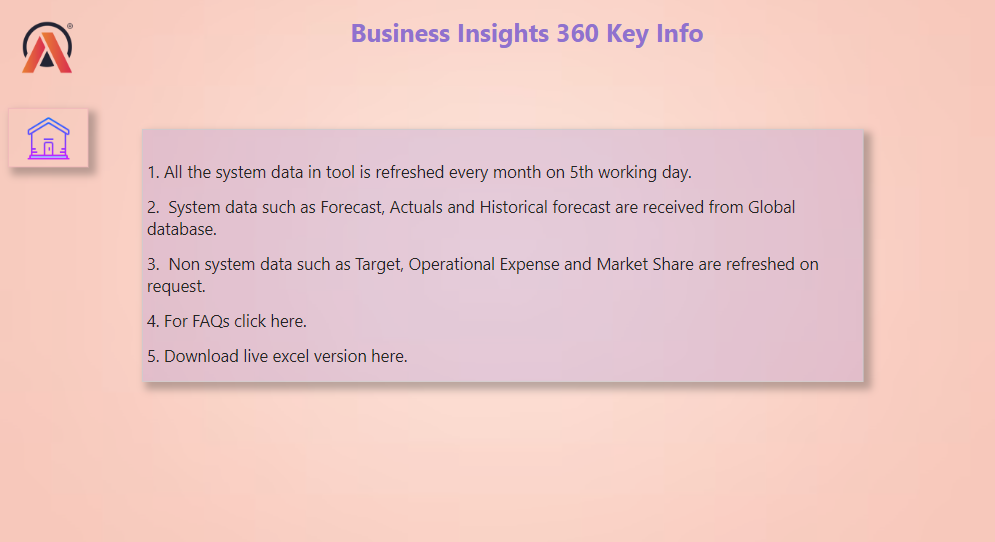 ®
Business Insights 360 Key Info
1. All the system data in tool is refreshed every month on 5th working day.
2.  System data such as Forecast, Actuals and Historical forecast are received from Global
database.
3.  Non system data such as Target, Operational Expense and Market Share are refreshed on
request.
4. For FAQs click here.
5. Download live excel version here.